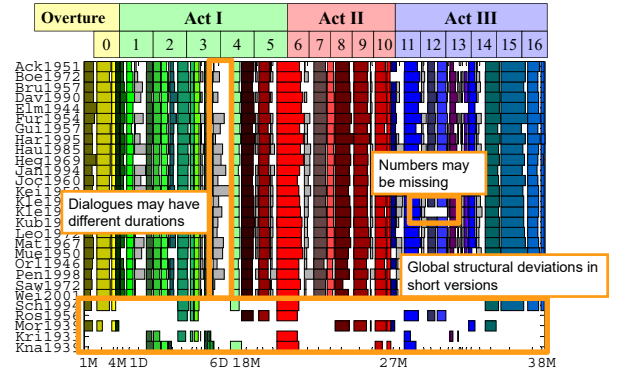 Overture Act I Act II Act III
0 1 2 3 4 5 6 7 8 9 10 11 12 13 14 15 16
Ack1951
Boe1972
Bru1957
Dav1990
Elm1944
Fur1954
Gui1957
Har1995
Hau1985
Heg1969
Jan1994
Joc1960
Numbers may
be missing
Dialogues may have
different durations
Mat1967
Mue1950
Orl1946
Pen1998
Saw1972
Wei2001
Global structural deviations in
short versions
Sch1994
Ros1956
Mor1939
Kri1933
Kna1939
1M 4M 1D 6D 18M 27M 38M